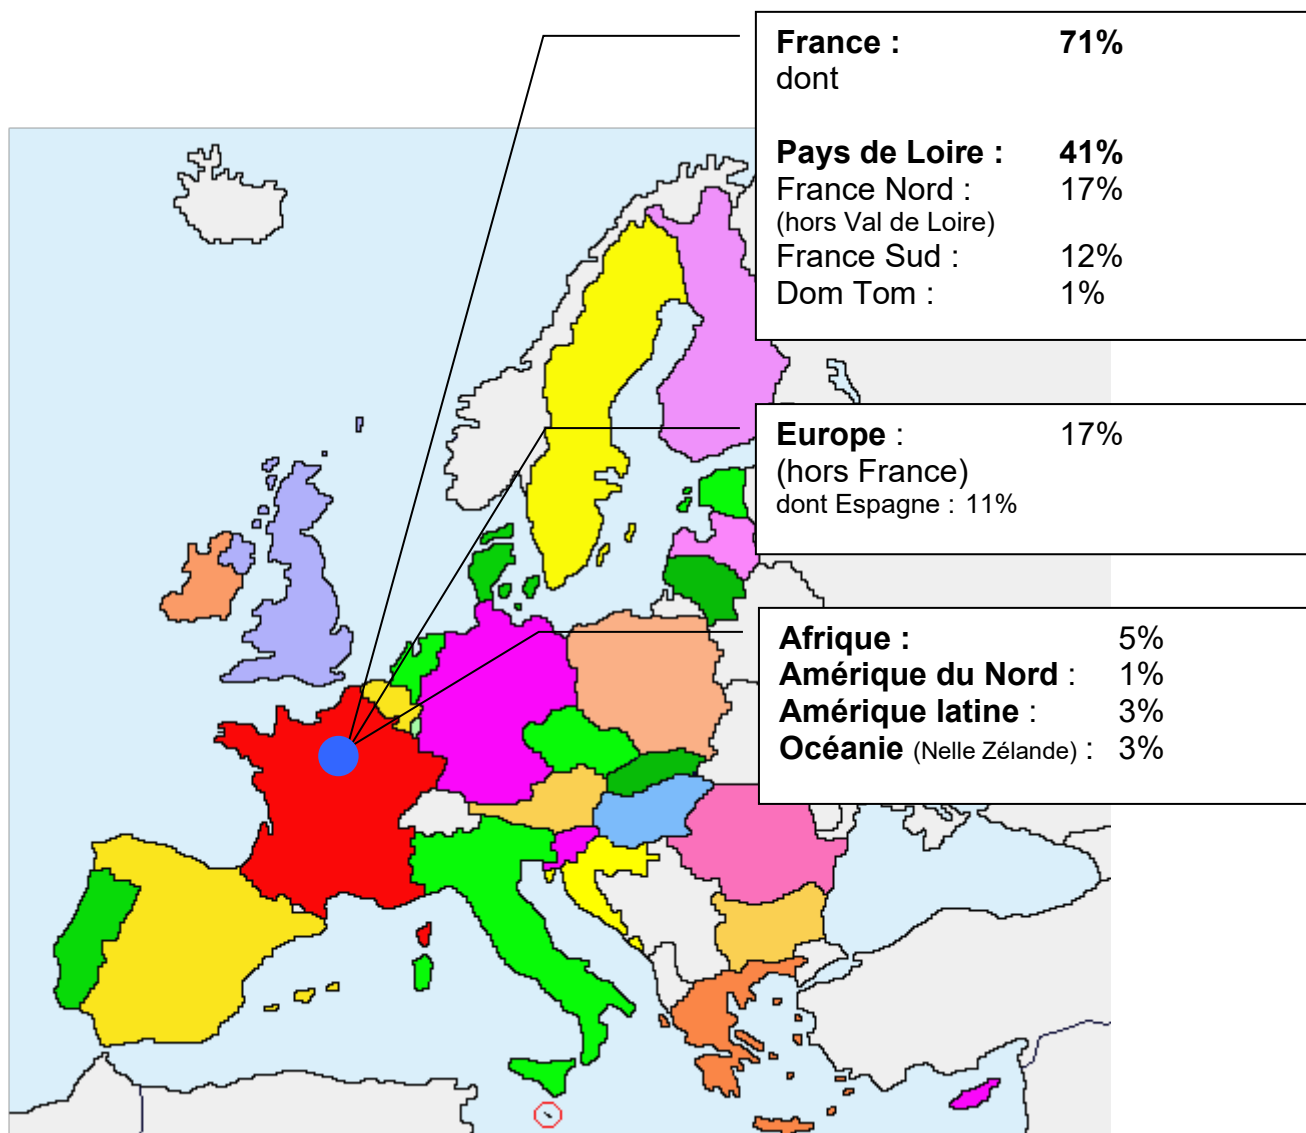 France : 71%
dont
Pays de Loire : 41%
France Nord : 17%
(hors Val de Loire)
France Sud : 12%
Dom Tom : 1%
Europe : 17%
(hors France)
dont Espagne : 11%
Afrique : 5%
Amérique du Nord : 1%
Amérique latine : 3%
Océanie (Nelle Zélande) : 3%